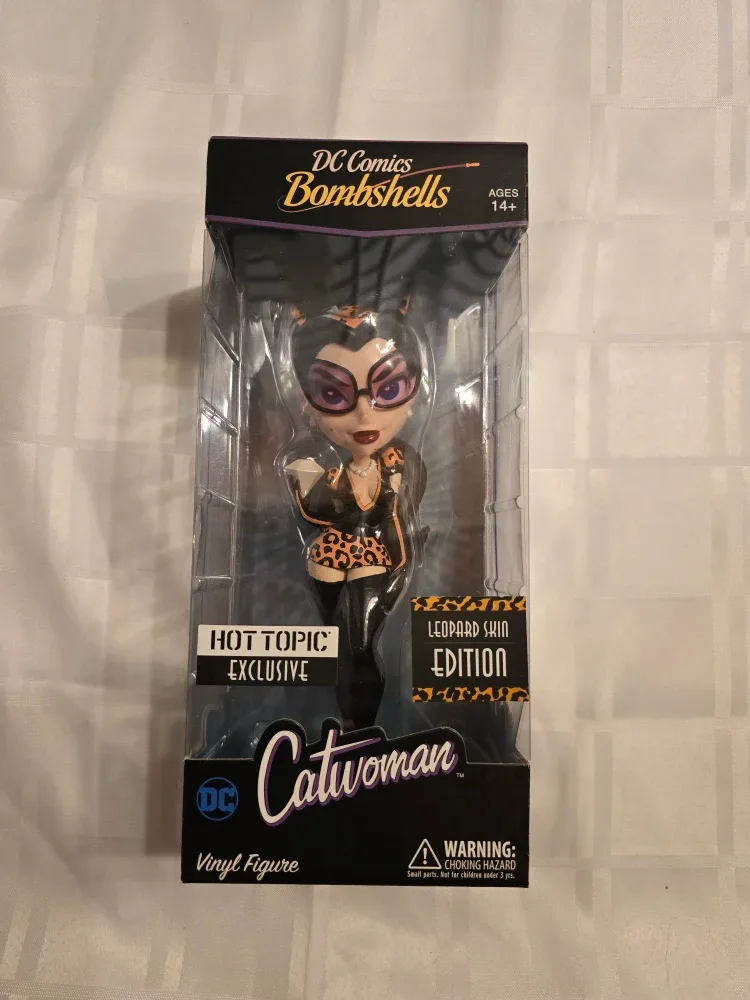 DC Comics
Bombshells
AGES
14+
HOT TOPIC
EXCLUSIVE
LEOPARD SKIN
EDITION
Catwoman™
DC
Vinyl Figure
WARNING:
CHOKING HAZARD
Small parts. Not for children under 3 yrs.